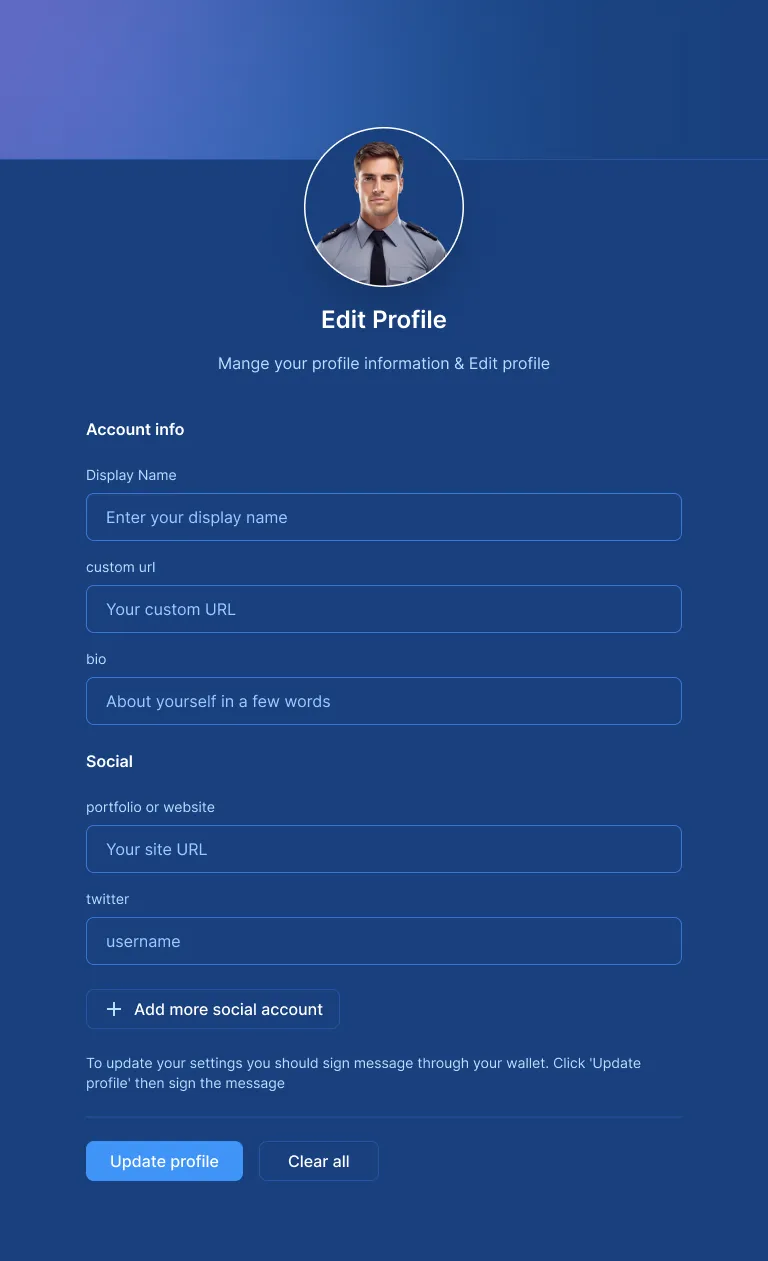 Edit Profile
Mange your profile information & Edit profile
Account info
Display Name
Enter your display name
custom url
Your custom URL
bio
About yourself in a few words
Social
portfolio or website
Your site URL
twitter
username
Add more social account
To update your settings you should sign message through your wallet. Click 'Update
profile' then sign the message
Update profile
Clear all